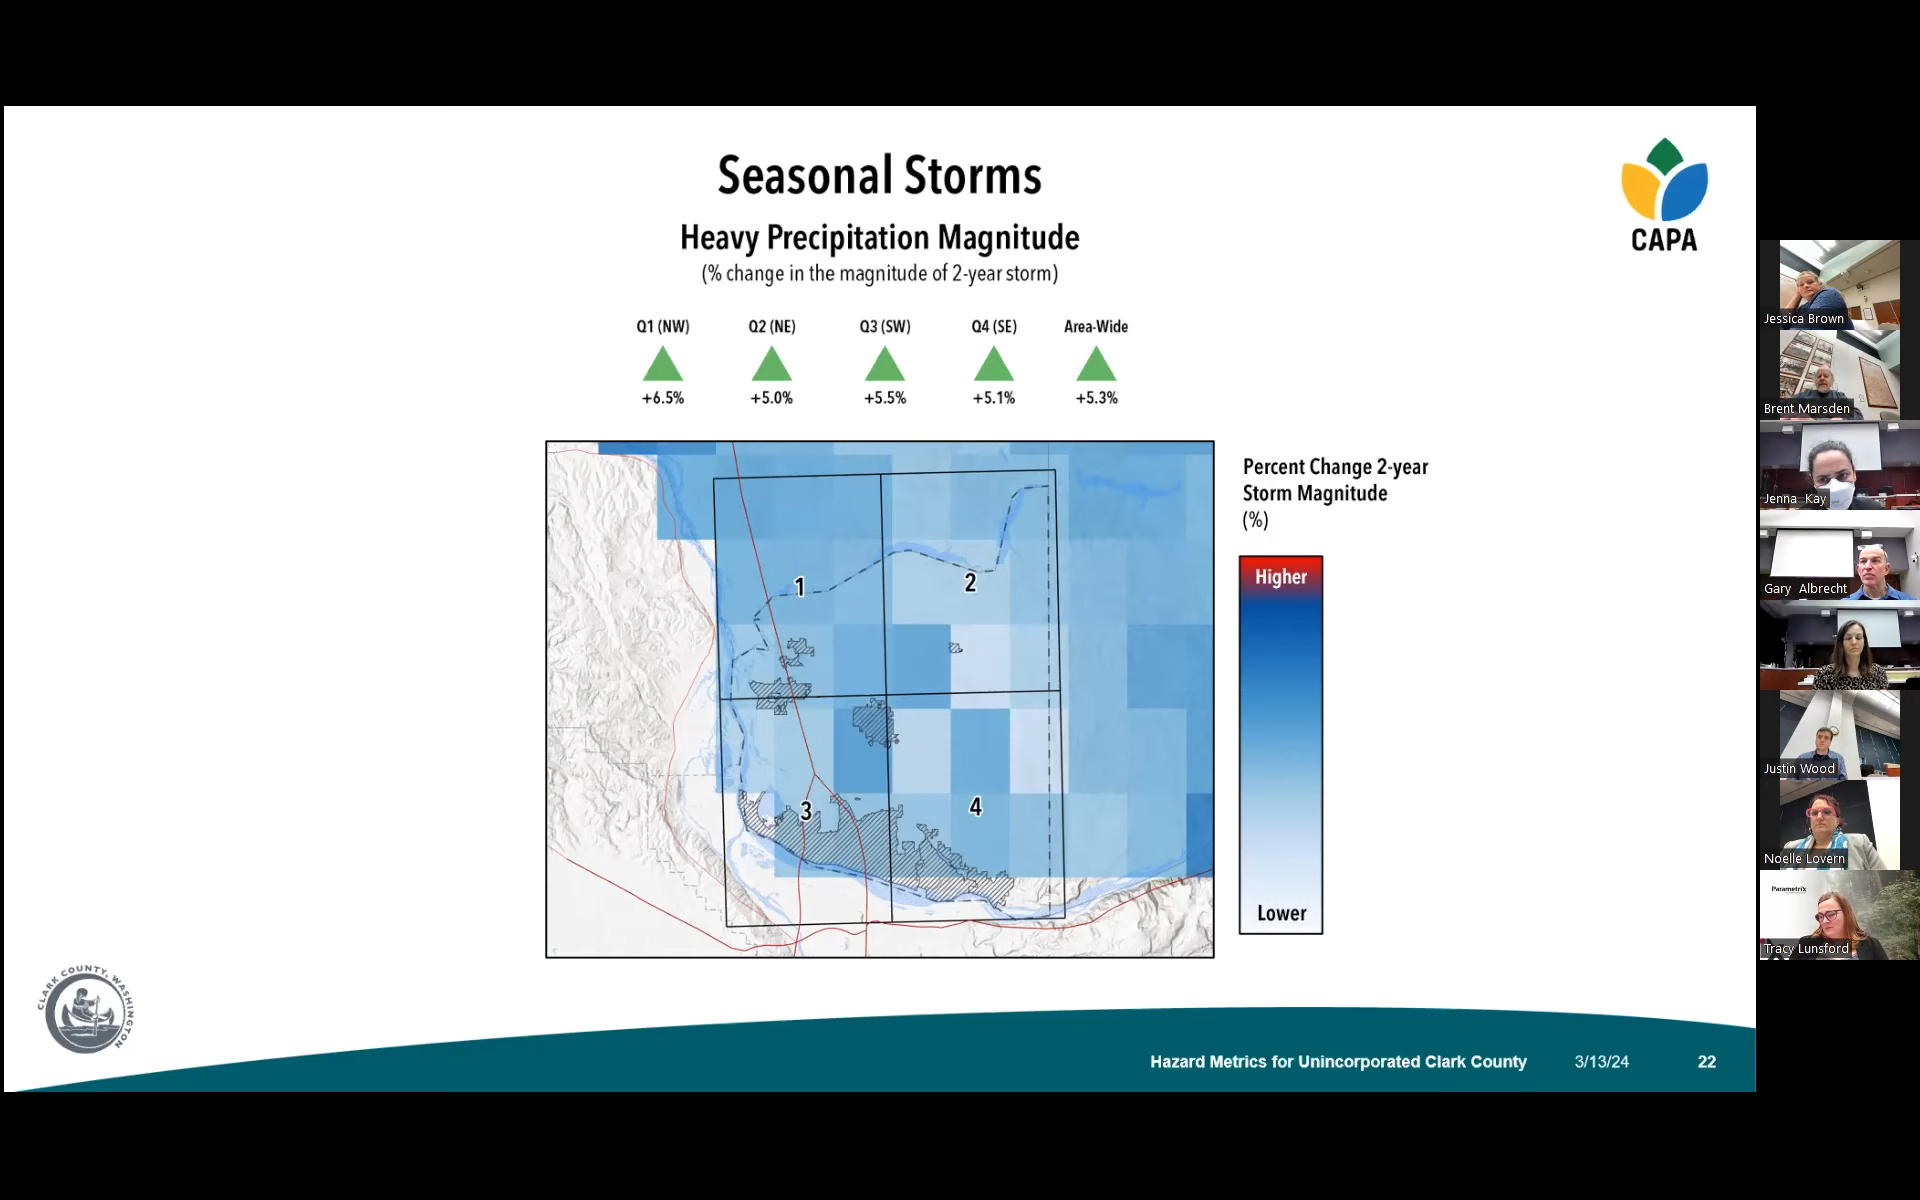 Seasonal Storms
Heavy Precipitation Magnitude
(% change in the magnitude of 2-year storm)
Q1 (NW) Q2 (NE) Q3 (SW) Q4 (SE) Area-Wide
+6.5% +5.0% +5.5% +5.1% +5.3%
CAPA
1
2
3
4
Percent Change 2-year
Storm Magnitude
(%)
Higher
Lower
CLARK COUNTY, WASHINGTON
Hazard Metrics for Unincorporated Clark County 3/13/24 22
Jessica Brown
Brent Marsden
Jenna Kay
Gary Albrecht
Justin Wood
Noelle Lovern
Parametrix
Tracy Lunsford